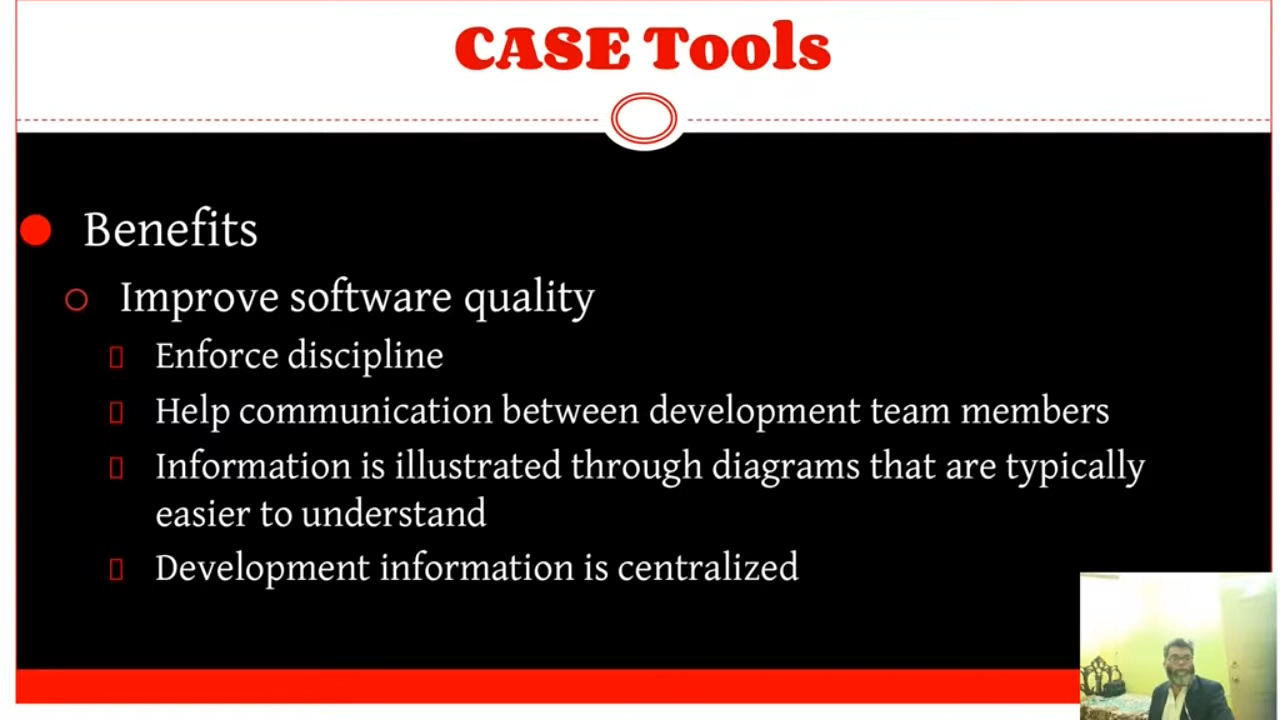 CASE Tools
Benefits
Improve software quality
Enforce discipline
Help communication between development team members
Information is illustrated through diagrams that are typically
easier to understand
Development information is centralized